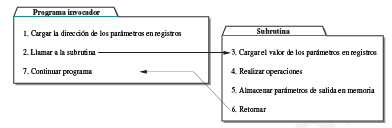 Programa invocador
1. Cargar la dirección de los parámetros en registros
2. Llamar a la subrutina
7. Continuar programa
Subrutina
3. Cargar el valor de los parámetros en registros
4. Realizar operaciones
5. Almacenar parámetros de salida en memoria
6. Retornar